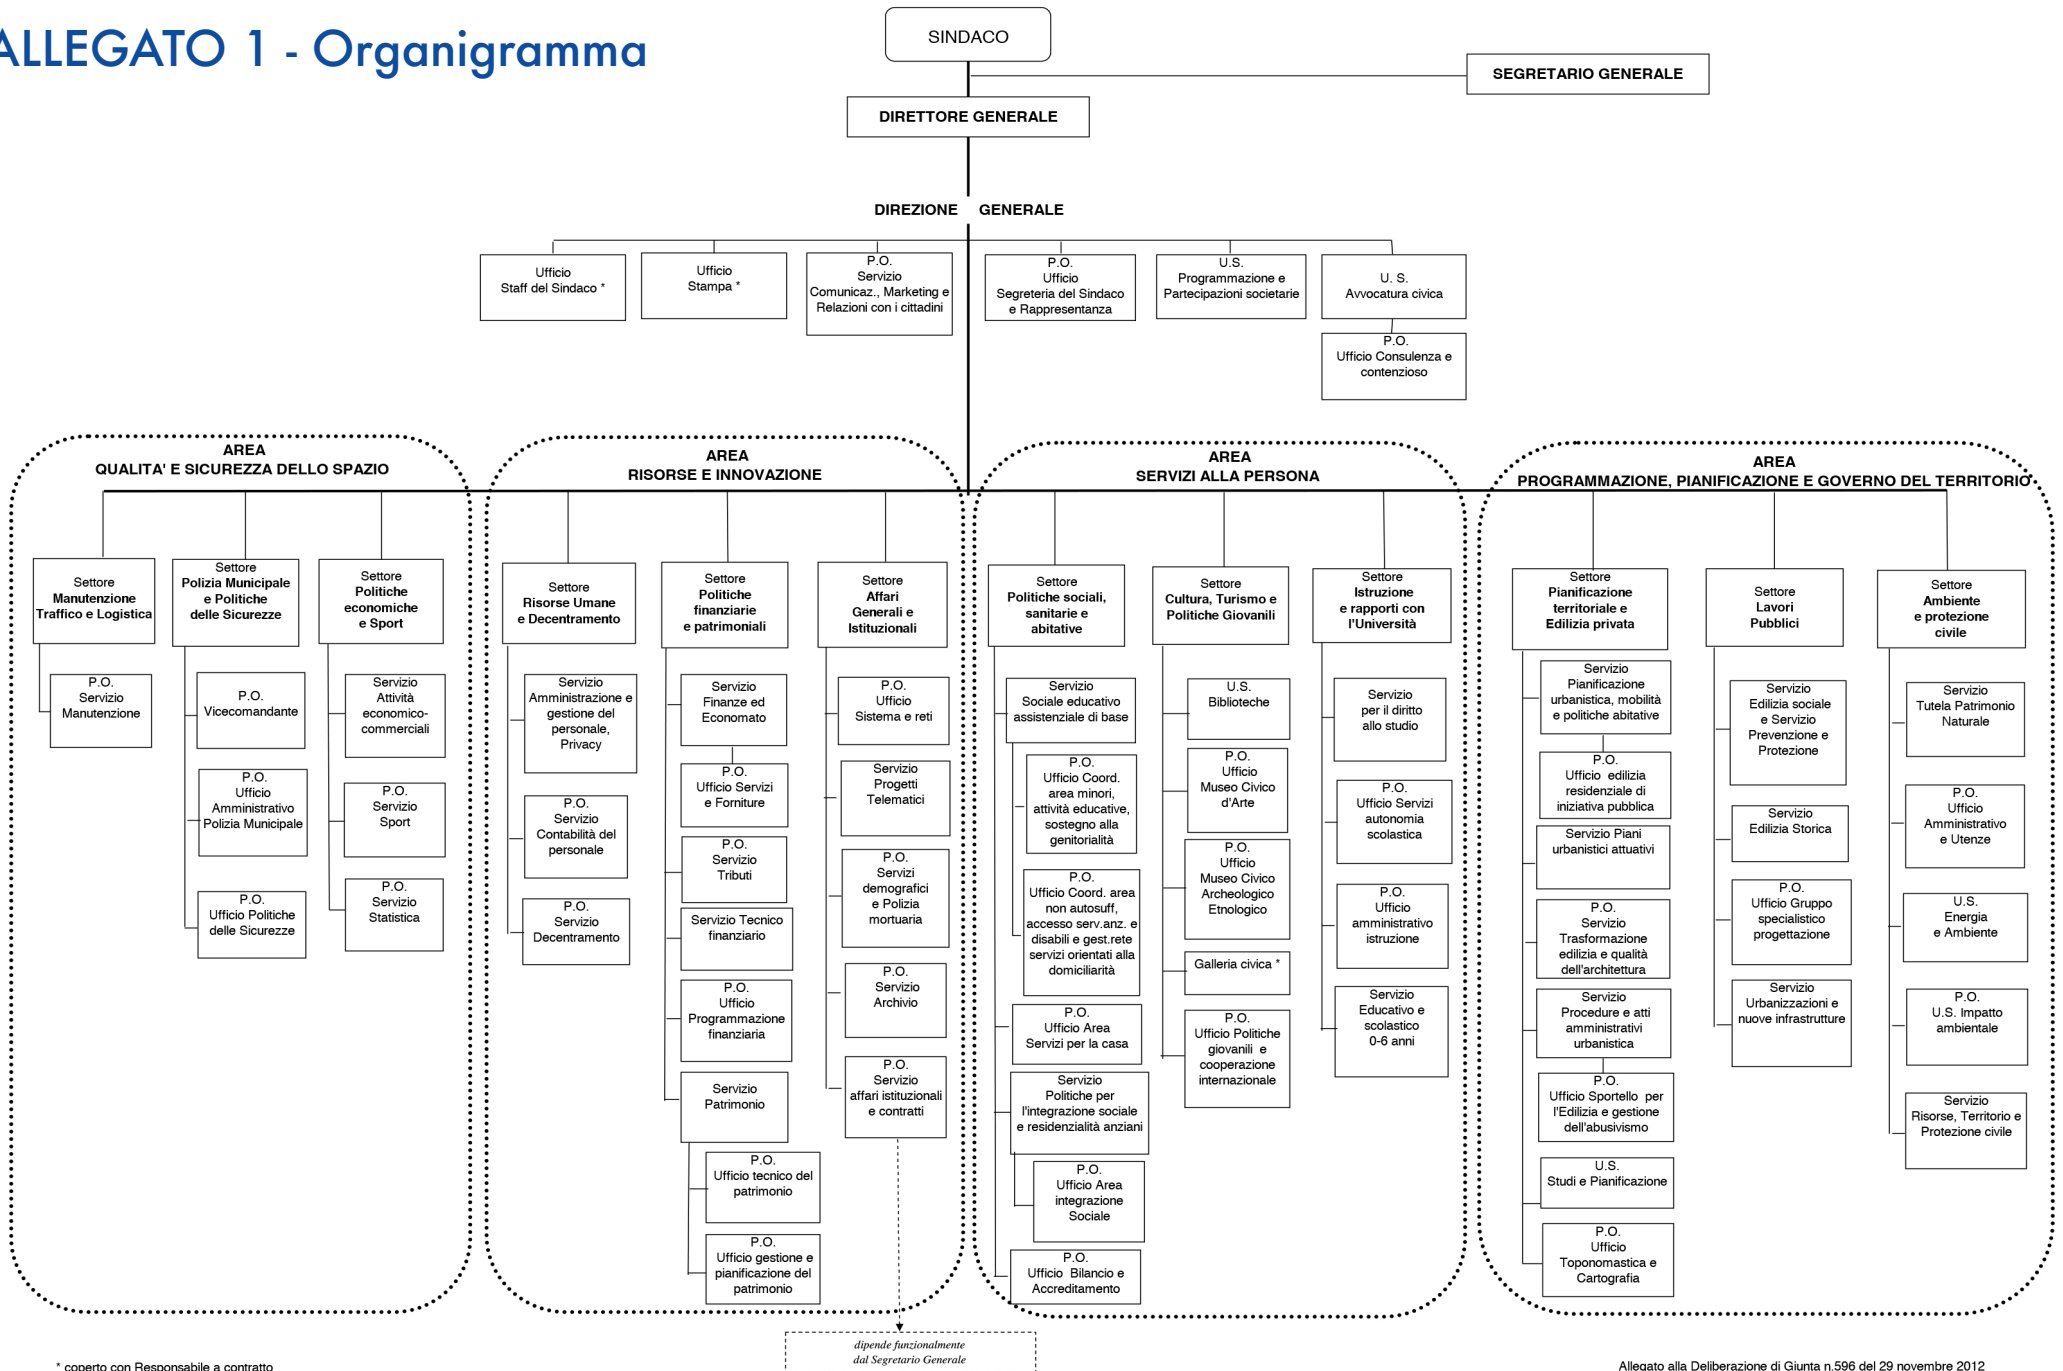 ALLEGATO 1 - Organigramma
SINDACO
SEGRETARIO GENERALE
DIRETTORE GENERALE
DIREZIONE GENERALE
Ufficio
Staff del Sindaco *
Ufficio
Stampa *
P.O.
Servizio
Comunicaz., Marketing e
Relazioni con i cittadini
P.O.
Ufficio
Segreteria del Sindaco
e Rappresentanza
U.S.
Programmazione e
Partecipazioni societarie
U. S.
Avvocatura civica
P.O.
Ufficio Consulenza e
contenzioso
AREA
QUALITA' E SICUREZZA DELLO SPAZIO
Settore
Manutenzione
Traffico e Logistica
P.O.
Servizio
Manutenzione
Settore
Polizia Municipale
e Politiche
delle Sicurezze
P.O.
Vicecomandante
P.O.
Ufficio
Amministrativo
Polizia Municipale
P.O.
Ufficio Politiche
delle Sicurezze
Settore
Politiche
economiche
e Sport
Servizio
Attività
economico-
commerciali
P.O.
Servizio
Sport
P.O.
Servizio
Statistica
AREA
RISORSE E INNOVAZIONE
Settore
Risorse Umane
e Decentramento
Servizio
Amministrazione e
gestione del
personale,
Privacy
P.O.
Servizio
Contabilità del
personale
P.O.
Servizio
Decentramento
Settore
Politiche
finanziarie
e patrimoniali
Servizio
Finanze ed
Economato
P.O.
Ufficio Servizi
e Forniture
P.O.
Servizio
Tributi
Servizio Tecnico
finanziario
P.O.
Ufficio
Programmazione
finanziaria
Servizio
Patrimonio
P.O.
Ufficio tecnico del
patrimonio
P.O.
Ufficio gestione e
pianificazione del
patrimonio
Settore
Affari
Generali e
Istituzionali
P.O.
Ufficio
Sistema e reti
Servizio
Progetti
Telematici
P.O.
Servizi
demografici
e Polizia
mortuaria
P.O.
Servizio
Archivio
P.O.
Servizio
affari istituzionali
e contratti
dipende funzionalmente
dal Segretario Generale
AREA
SERVIZI ALLA PERSONA
Settore
Politiche sociali,
sanitarie e
abitative
Servizio
Sociale educativo
assistenziale di base
P.O.
Ufficio Coord.
area minori,
attività educative,
sostegno alla
genitorialità
P.O.
Ufficio Coord. area
non autosuff,
accesso serv.anz. e
disabili e gest.rete
servizi orientati alla
domiciliarità
P.O.
Ufficio Area
Servizi per la casa
Servizio
Politiche per
l'integrazione sociale
e residenzialità anziani
P.O.
Ufficio Area
integrazione
Sociale
P.O.
Ufficio Bilancio e
Accreditamento
Settore
Cultura, Turismo e
Politiche Giovanili
U.S.
Biblioteche
P.O.
Ufficio
Museo Civico
d'Arte
P.O.
Ufficio
Museo Civico
Archeologico
Etnologico
Galleria civica *
P.O.
Ufficio Politiche
giovanili e
cooperazione
internazionale
Settore
Istruzione
e rapporti con
l'Università
Servizio
per il diritto
allo studio
P.O.
Ufficio Servizi
autonomia
scolastica
P.O.
Ufficio
amministrativo
istruzione
Servizio
Educativo e
scolastico
0-6 anni
AREA
PROGRAMMAZIONE, PIANIFICAZIONE E GOVERNO DEL TERRITORIO
Settore
Pianificazione
territoriale e
Edilizia privata
Servizio
Pianificazione
urbanistica, mobilità
e politiche abitative
P.O.
Ufficio edilizia
residenziale di
iniziativa pubblica
Servizio Piani
urbanistici attuativi
P.O.
Servizio
Trasformazione
edilizia e qualità
dell'architettura
Servizio
Procedure e atti
amministrativi
urbanistica
P.O.
Ufficio Sportello per
l'Edilizia e gestione
dell'abusivismo
U.S.
Studi e Pianificazione
P.O.
Ufficio
Toponomastica e
Cartografia
Settore
Lavori
Pubblici
Servizio
Edilizia sociale
e Servizio
Prevenzione e
Protezione
Servizio
Edilizia Storica
P.O.
Ufficio Gruppo
specialistico
progettazione
Servizio
Urbanizzazioni e
nuove infrastrutture
Settore
Ambiente
e protezione
civile
Servizio
Tutela Patrimonio
Naturale
P.O.
Ufficio
Amministrativo
e Utenze
U.S.
Energia
e Ambiente
P.O.
U.S. Impatto
ambientale
Servizio
Risorse, Territorio e
Protezione civile
* coperto con Responsabile a contratto
Allegato alla Deliberazione di Giunta n.596 del 29 novembre 2012